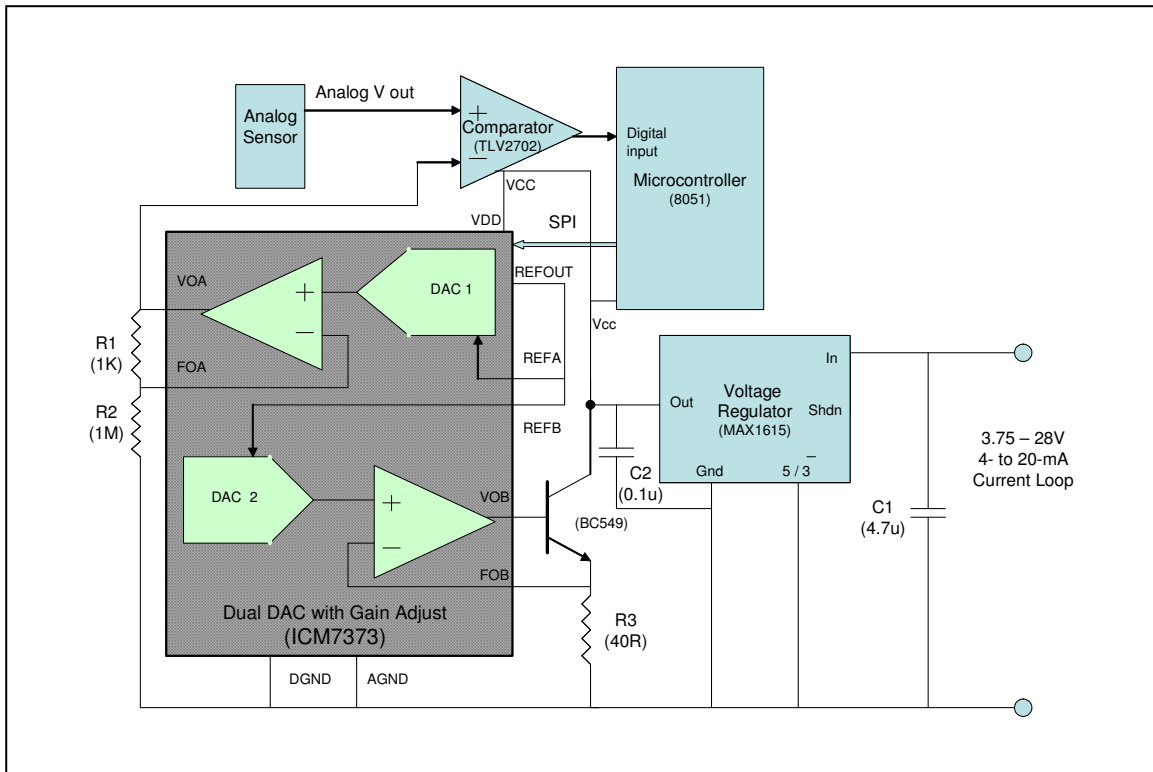 Analog V out
Analog
Sensor
+
Comparator
(TLV2702)
—
Digital
input
Microcontroller
(8051)
VCC
VDD
SPI
REFOUT
VOA
+
DAC 1
—
Vcc
R1
(1K)
FOA
REFA
In
Voltage
Regulator
(MAX1615)
Out
Shdn
R2
(1M)
REFB
3.75 – 28V
4- to 20-mA
Current Loop
Gnd
5 / 3
C2
(0.1u)
DAC 2
+
VOB
—
(BC549)
C1
(4.7u)
FOB
Dual DAC with Gain Adjust
(ICM7373)
R3
(40R)
DGND
AGND